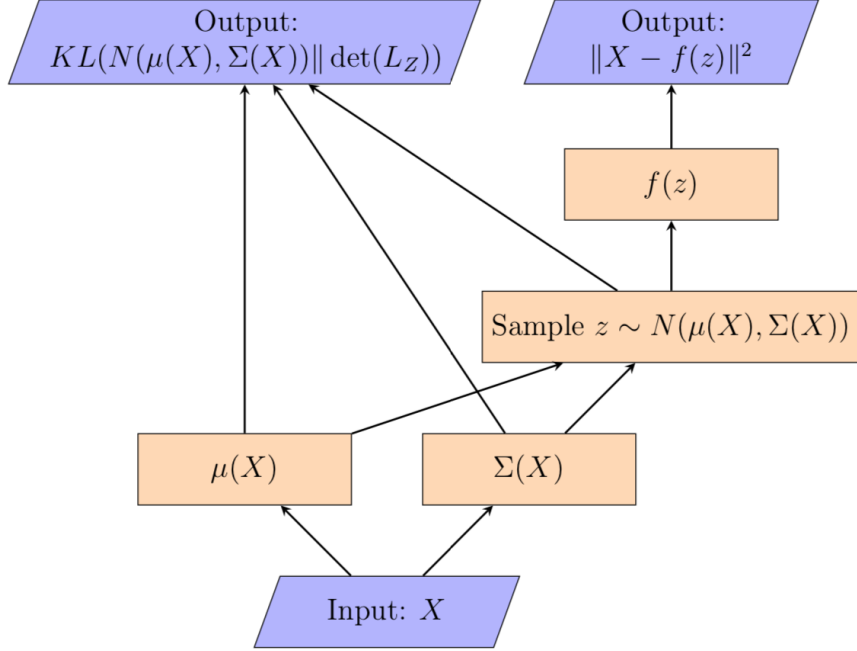 Output:
KL(N(μ(X), Σ(X))‖ det(L_Z))
Output:
‖X − f(z)‖²
f(z)
Sample z ∼ N(μ(X), Σ(X))
μ(X)
Σ(X)
Input: X